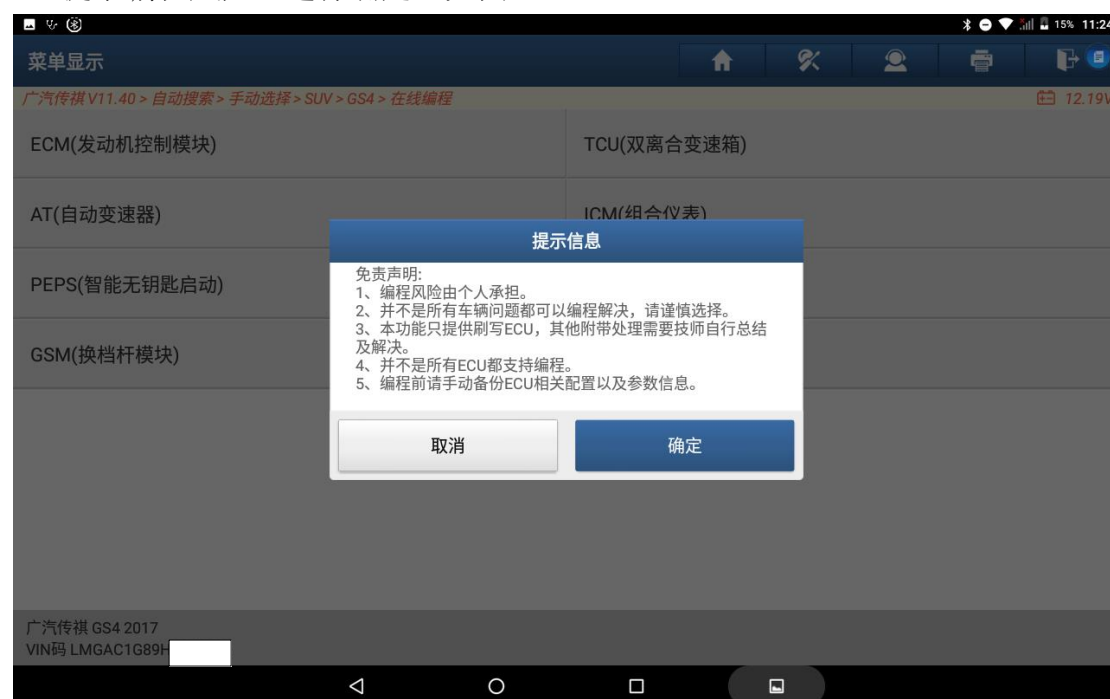 15% 11:24
菜单显示
广汽传祺 V11.40 > 自动搜索 > 手动选择 > SUV > GS4 > 在线编程
12.19V
ECM(发动机控制模块)
TCU(双离合变速箱)
AT(自动变速器)
ICM(组合仪表)
提示信息
免责声明:
1、编程风险由个人承担。
2、并不是所有车辆问题都可以编程解决，请谨慎选择。
3、本功能只提供刷写ECU，其他附带处理需要技师自行总结
及解决。
4、并不是所有ECU都支持编程。
5、编程前请手动备份ECU相关配置以及参数信息。
PEPS(智能无钥匙启动)
GSM(换档杆模块)
取消
确定
广汽传祺 GS4 2017
VIN码 LMGAC1G89H